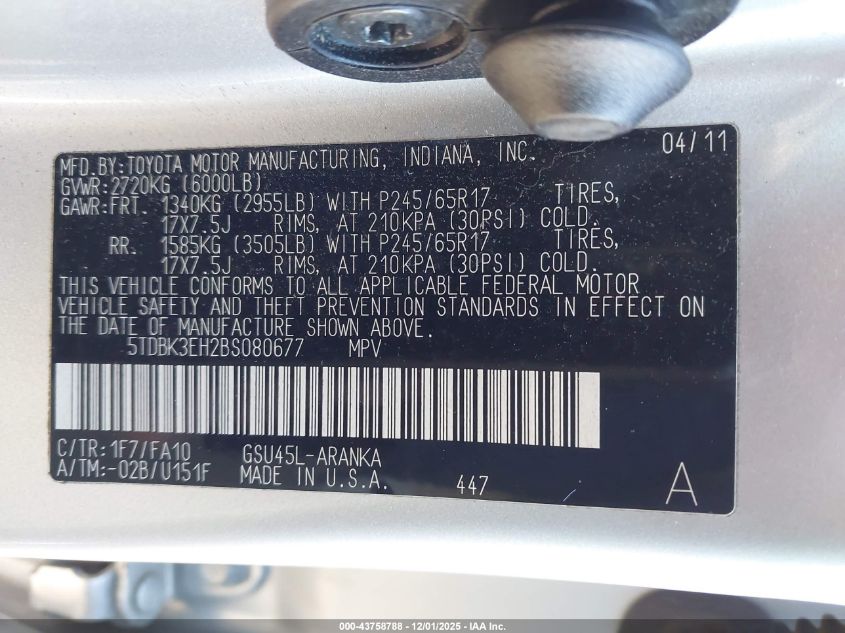 MFD.BY:TOYOTA MOTOR MANUFACTURING, INDIANA, INC. 04/11
GVWR:2720KG (6000LB)
GAWR:FRT. 1340KG (2955LB) WITH P245/65R17 TIRES,
17X7.5J RIMS, AT 210KPA (30PSI) COLD.
RR. 1585KG (3505LB) WITH P245/65R17 TIRES,
17X7.5J RIMS, AT 210KPA (30PSI) COLD.
THIS VEHICLE CONFORMS TO ALL APPLICABLE FEDERAL MOTOR
VEHICLE SAFETY AND THEFT PREVENTION STANDARDS IN EFFECT ON
THE DATE OF MANUFACTURE SHOWN ABOVE.
5TDBK3EH2BS080677 MPV
C/TR:1F7/FA10 GSU45L-ARANKA
A/TM:-02B/U151F MADE IN U.S.A. 447 A
000-43758788 - 12/01/2025 - IAA Inc.